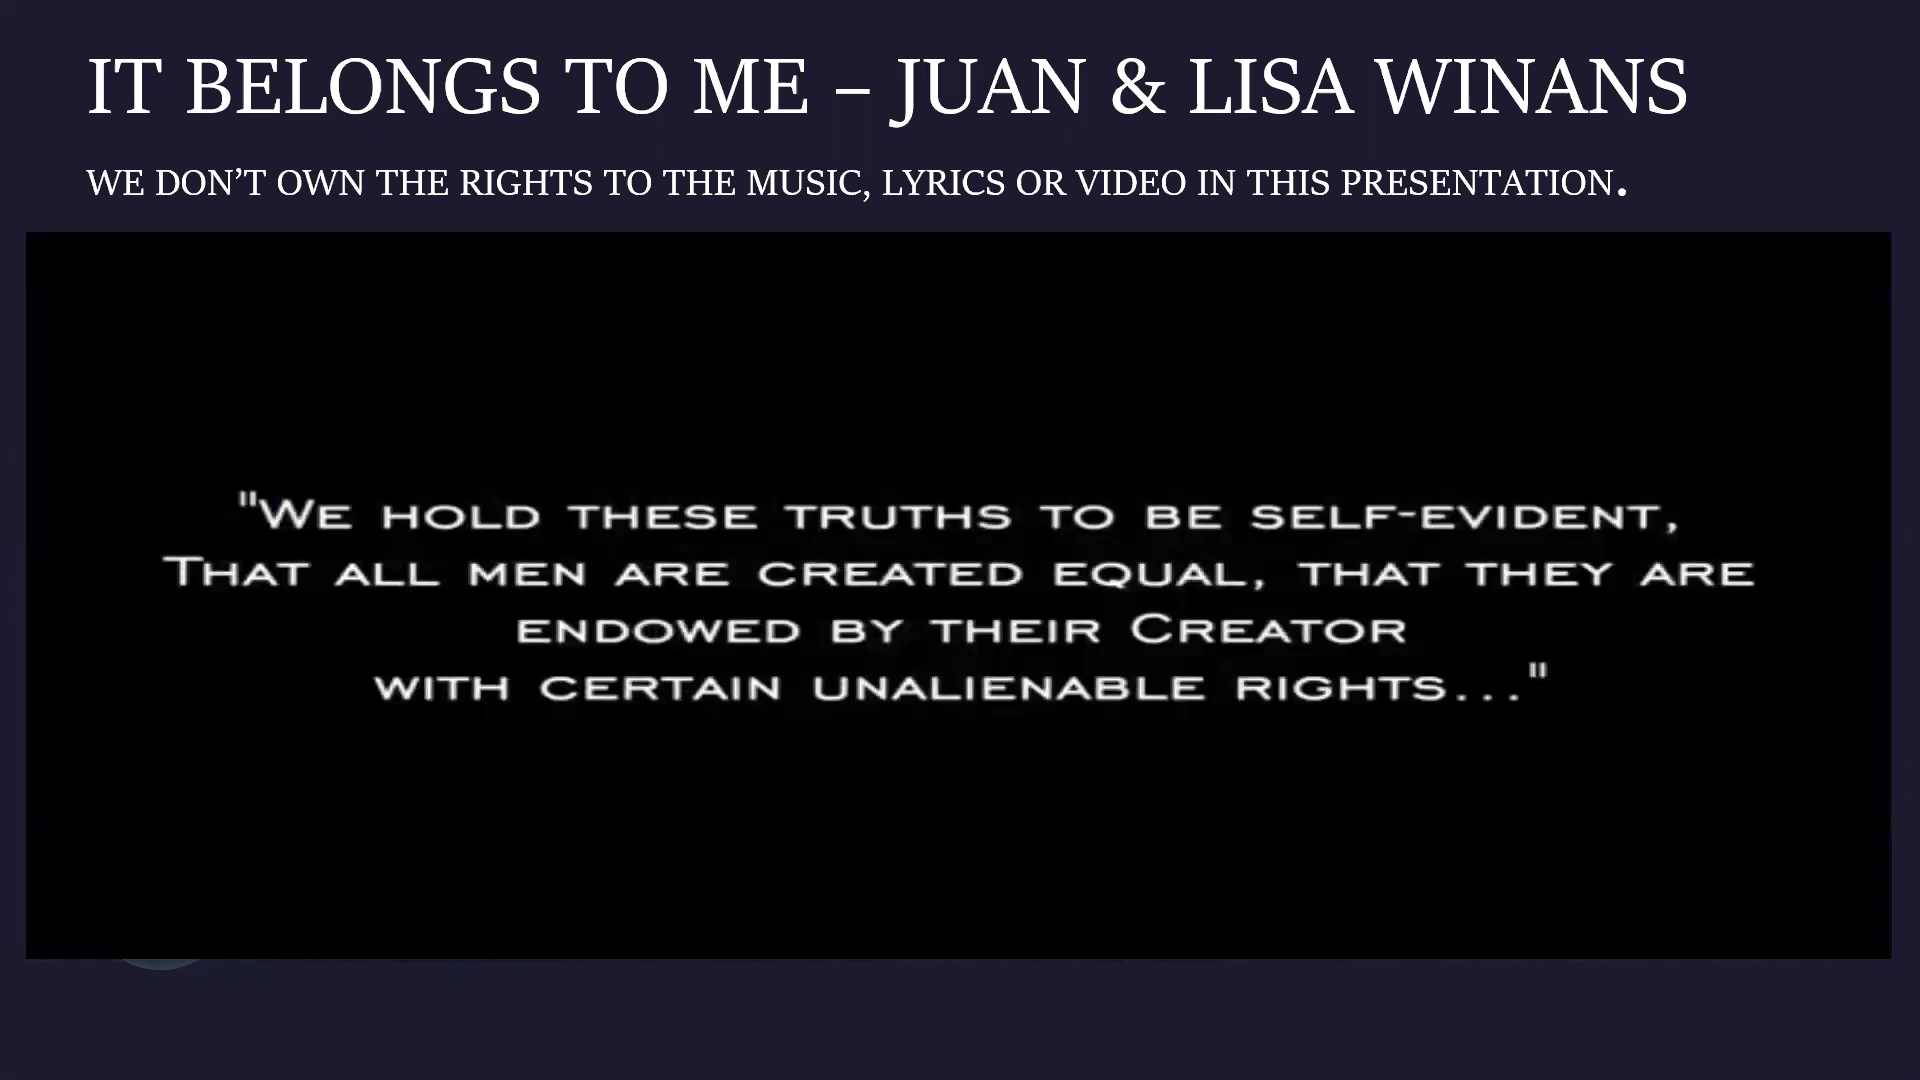 IT BELONGS TO ME – JUAN & LISA WINANS
WE DON’T OWN THE RIGHTS TO THE MUSIC, LYRICS OR VIDEO IN THIS PRESENTATION.
"WE HOLD THESE TRUTHS TO BE SELF-EVIDENT,
THAT ALL MEN ARE CREATED EQUAL, THAT THEY ARE
ENDOWED BY THEIR CREATOR
WITH CERTAIN UNALIENABLE RIGHTS..."